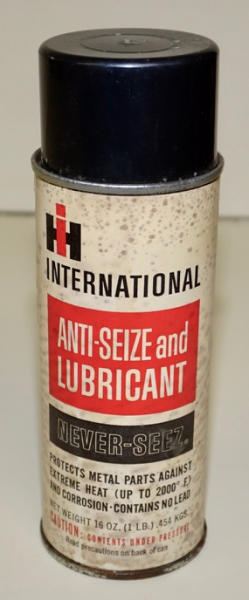 IH
INTERNATIONAL
ANTI-SEIZE and
LUBRICANT
NEVER-SEEZ®
PROTECTS METAL PARTS AGAINST
EXTREME HEAT (UP TO 2000° F.)
AND CORROSION - CONTAINS NO LEAD
NET WEIGHT 16 OZ. (1 LB.) .454 KGS.
CAUTION: CONTENTS UNDER PRESSURE
Read precautions on back of can